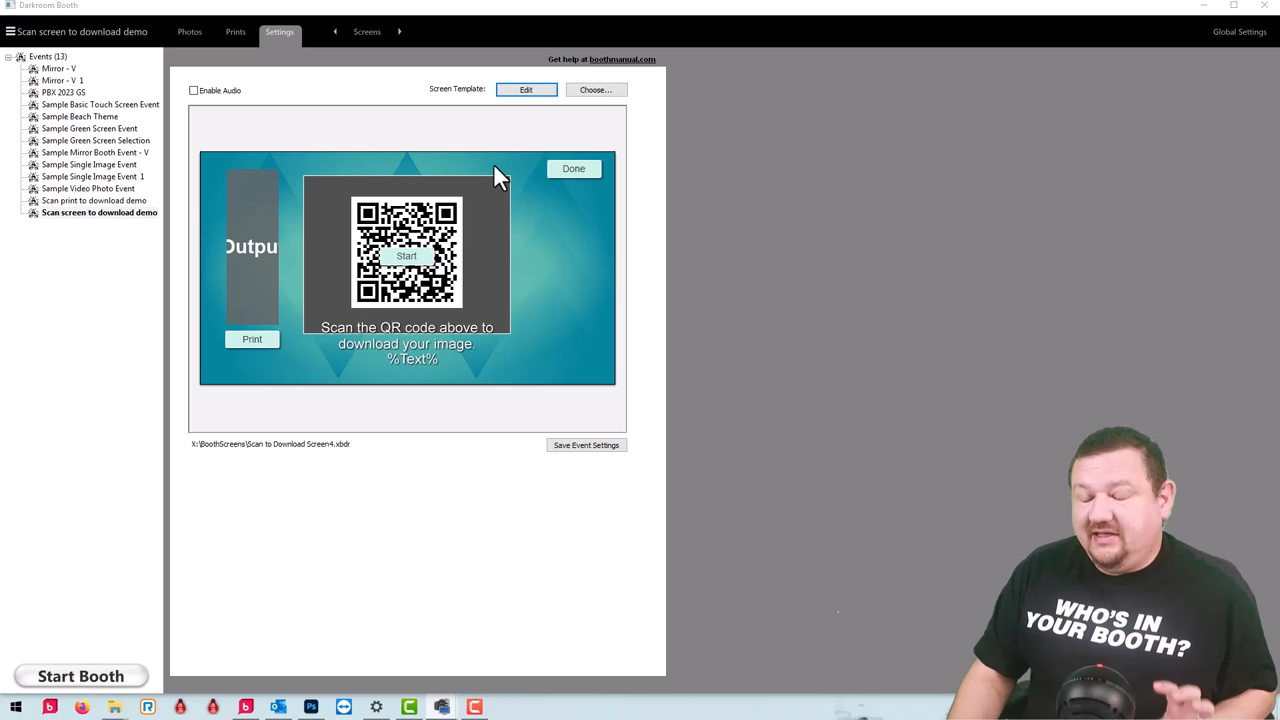 Darkroom Booth
Scan screen to download demo
Photos
Prints
Settings
Screens
Global Settings
Events (13)
Mirror - V
Mirror - V 1
PBX 2023 GS
Sample Basic Touch Screen Event
Sample Beach Theme
Sample Green Screen Event
Sample Green Screen Selection
Sample Mirror Booth Event - V
Sample Single Image Event
Sample Single Image Event 1
Sample Video Photo Event
Scan print to download demo
Scan screen to download demo
Start Booth
Get help at boothmanual.com
Enable Audio
Screen Template:
Edit
Choose...
Done
Outpu
Start
Print
Scan the QR code above to
download your image.
%Text%
X:\BoothScreens\Scan to Download Screen4.xbdr
Save Event Settings
WHO'S IN
YOUR BOOTH?